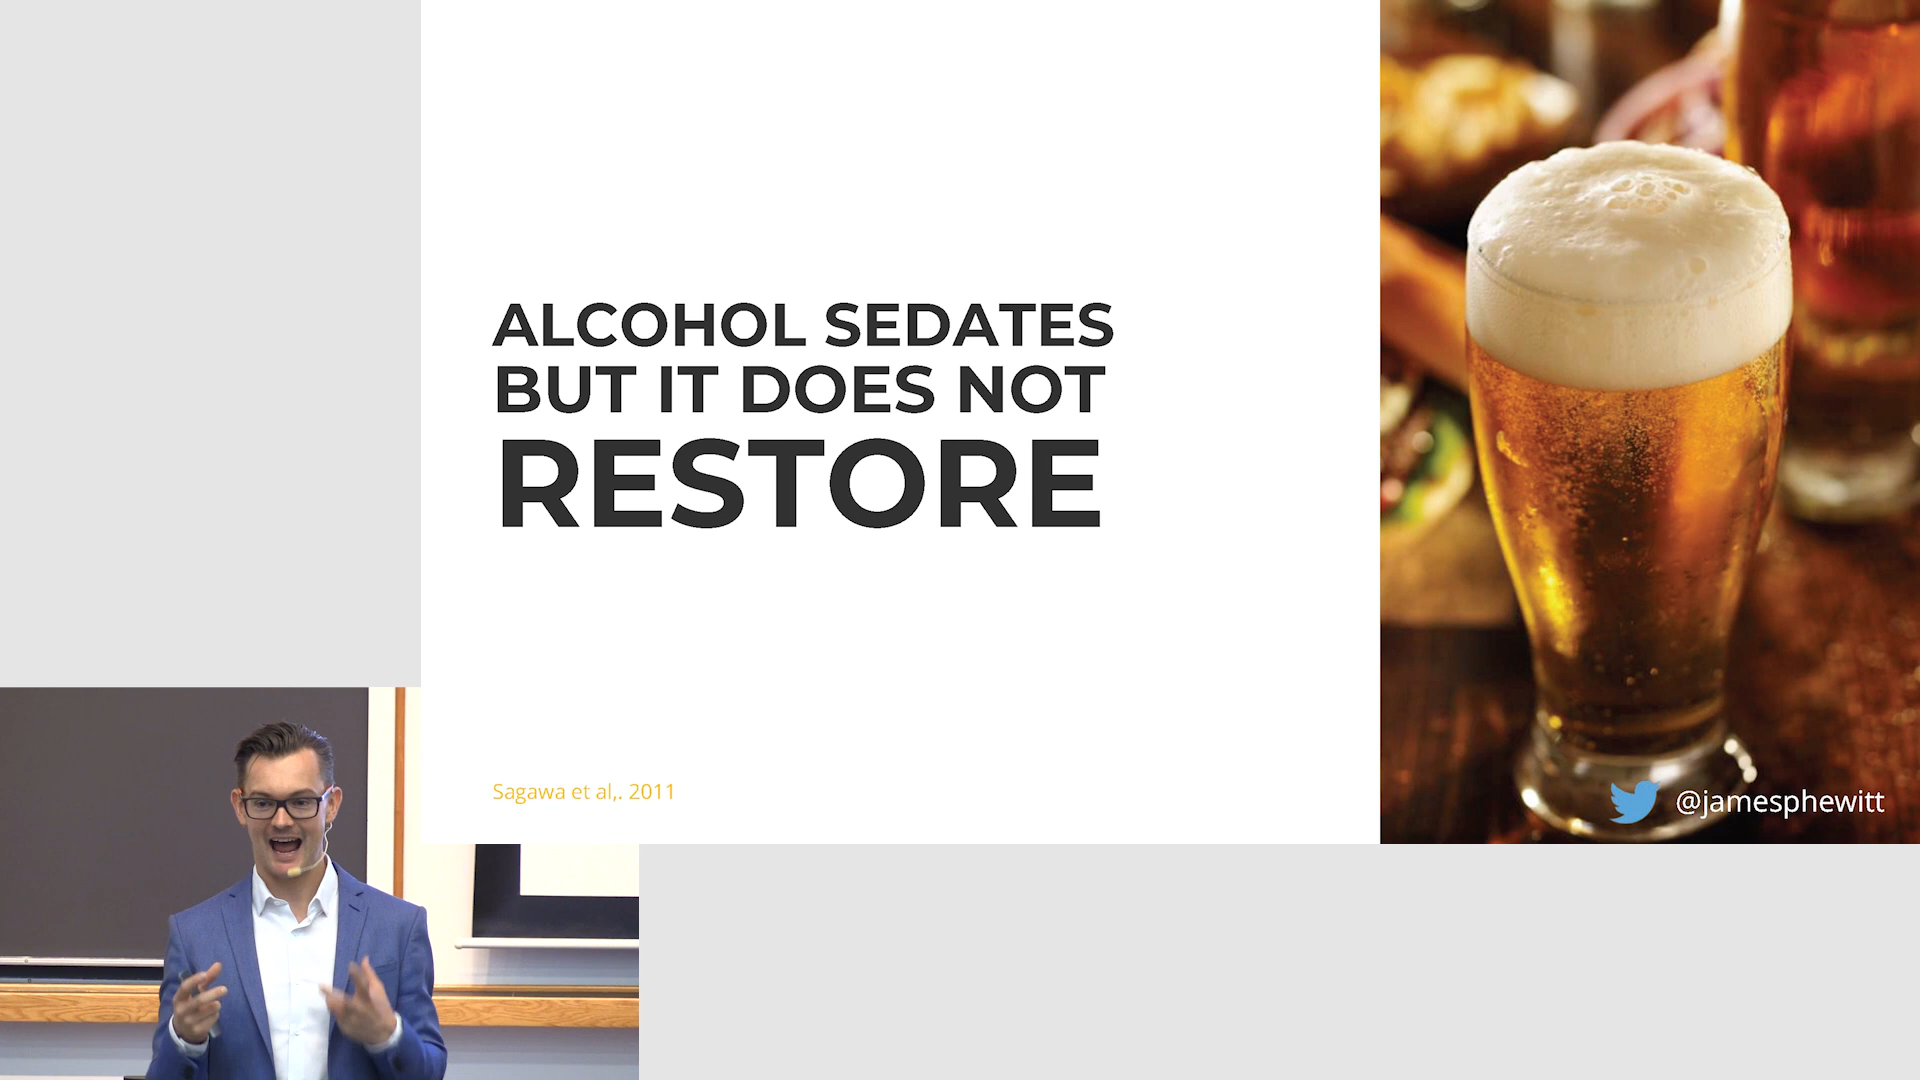 ALCOHOL SEDATES
BUT IT DOES NOT
RESTORE
Sagawa et al,. 2011
@jamesphewitt